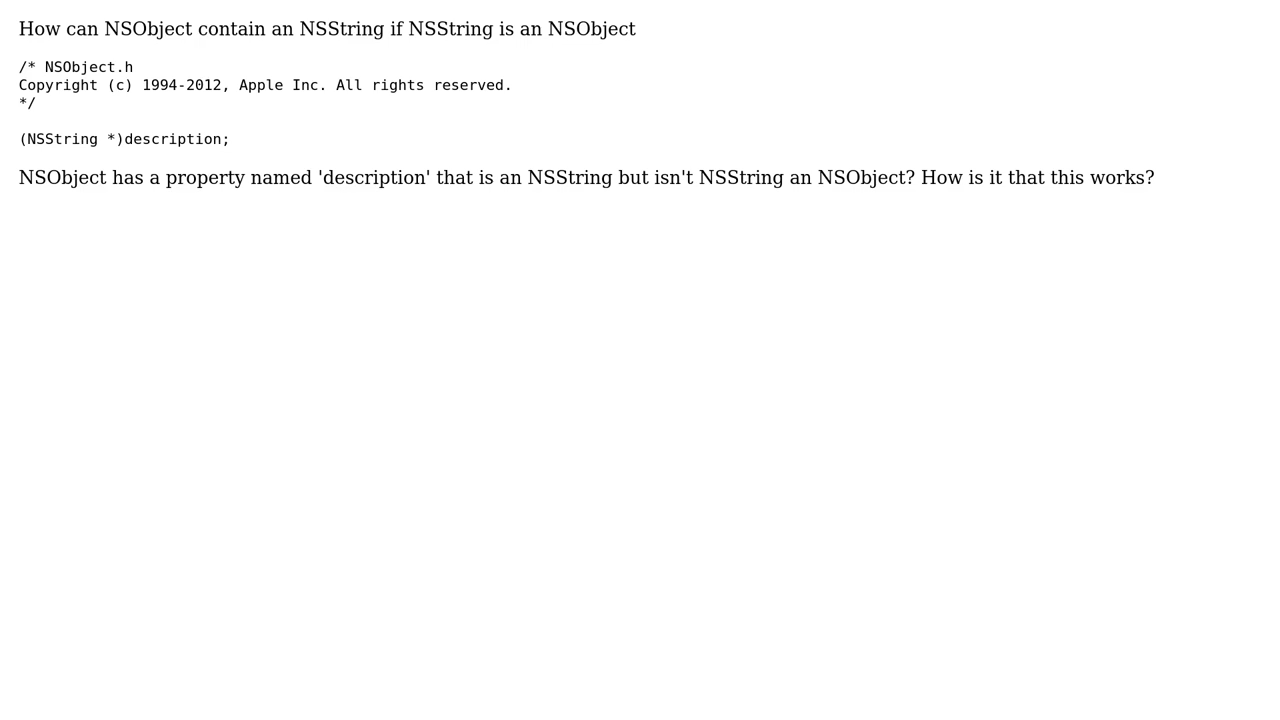 How can NSObject contain an NSString if NSString is an NSObject
/* NSObject.h
Copyright (c) 1994-2012, Apple Inc. All rights reserved.
*/
(NSString *)description;
NSObject has a property named 'description' that is an NSString but isn't NSString an NSObject? How is it that this works?